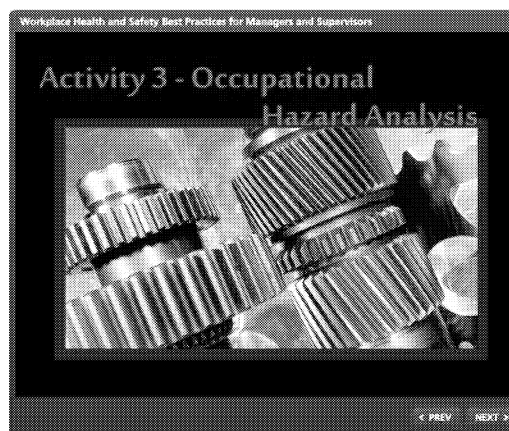 Workplace Health and Safety Best Practices for Managers and Supervisors
Activity 3 - Occupational
Hazard Analysis
< PREV
NEXT >